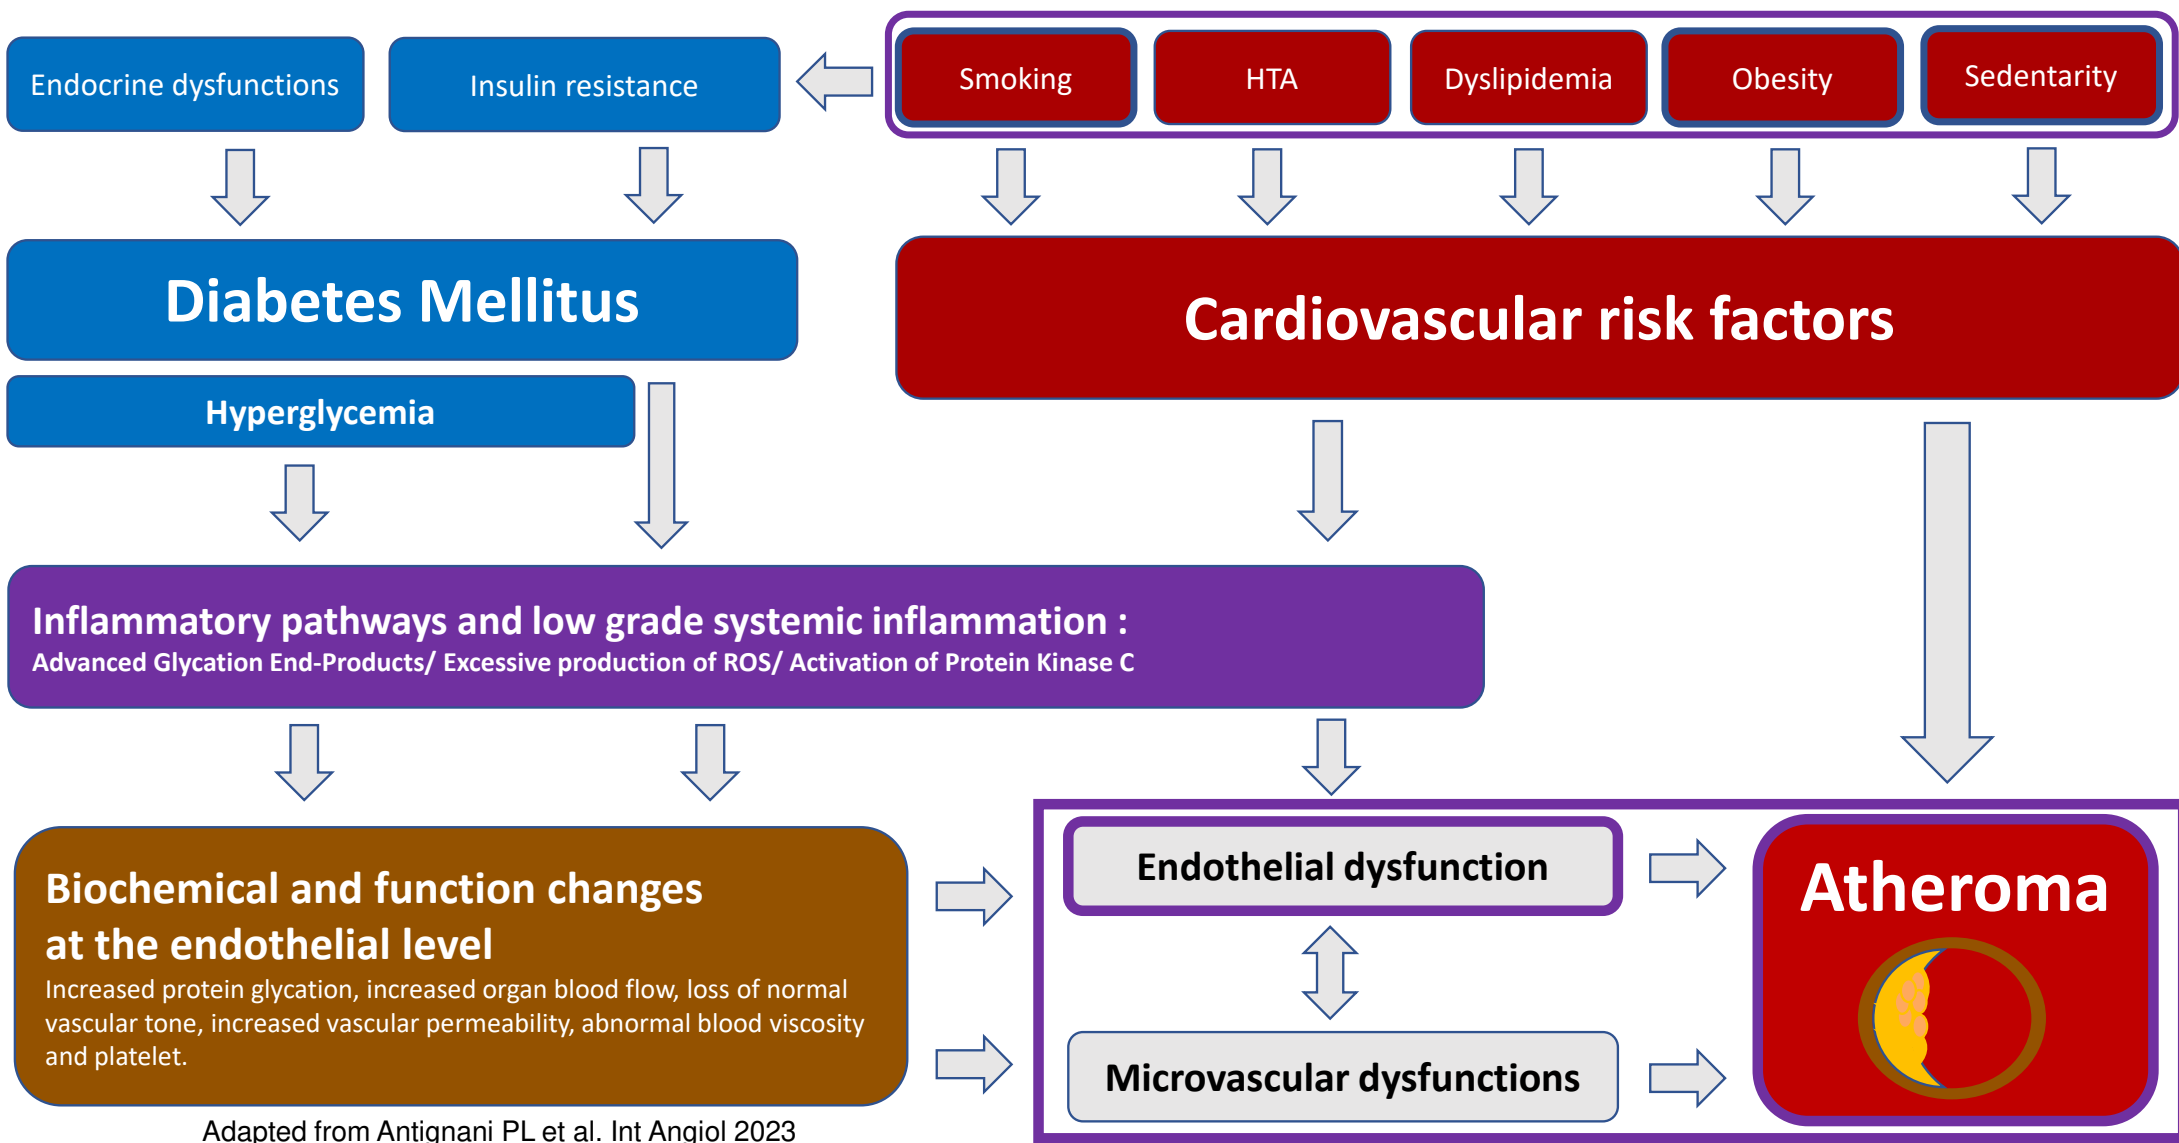 Endocrine dysfunctions
Insulin resistance
Smoking
HTA
Dyslipidemia
Obesity
Sedentarity
Diabetes Mellitus
Cardiovascular risk factors
Hyperglycemia
Inflammatory pathways and low grade systemic inflammation :
Advanced Glycation End-Products/ Excessive production of ROS/ Activation of Protein Kinase C
Biochemical and function changes
at the endothelial level
Increased protein glycation, increased organ blood flow, loss of normal
vascular tone, increased vascular permeability, abnormal blood viscosity
and platelet.
Endothelial dysfunction
Microvascular dysfunctions
Atheroma
Adapted from Antignani PL et al. Int Angiol 2023